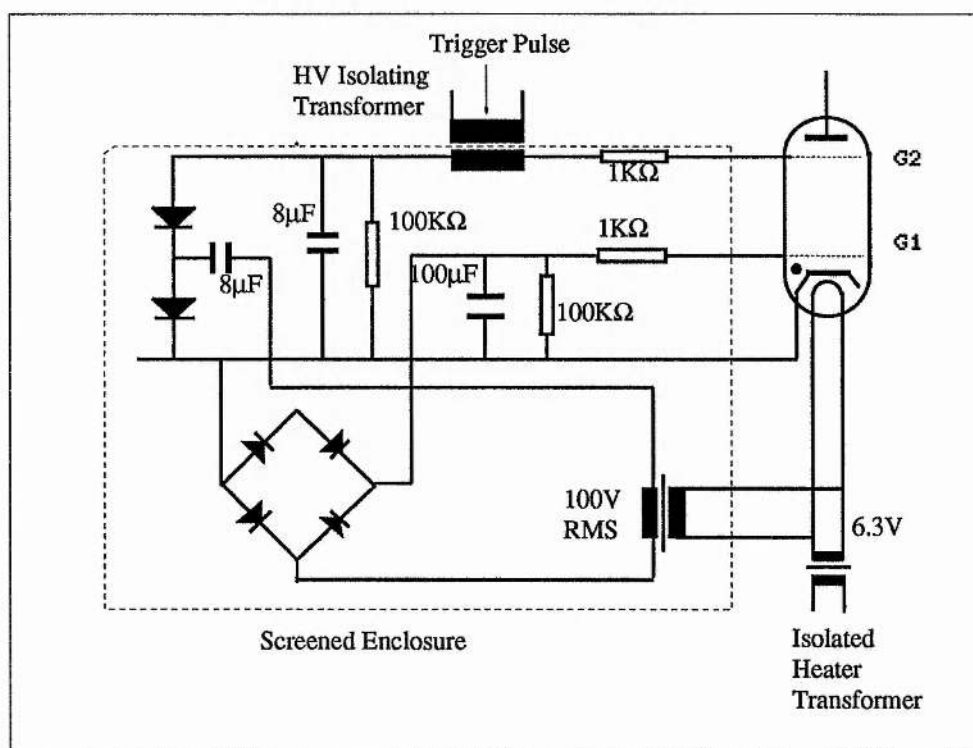 Trigger Pulse
HV Isolating
Transformer
G2
1KΩ
8μF
100KΩ
1KΩ
G1
8μF
100μF
100KΩ
100V
RMS
6.3V
Screened Enclosure
Isolated
Heater
Transformer